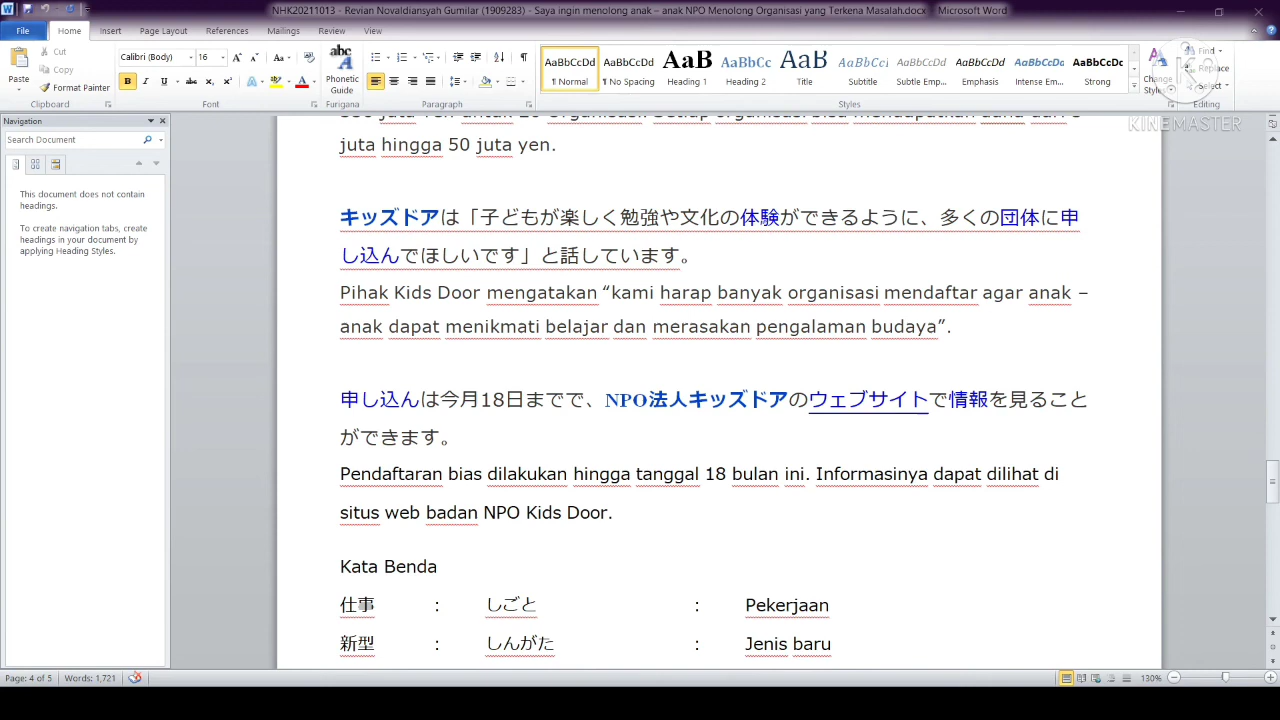 NHK20211013 - Revian Novaldiansyah Gumilar (1909283) - Saya ingin menolong anak – anak NPO Menolong Organisasi yang Terkena Masalah.docx - Microsoft Word
File Home Insert Page Layout References Mailings Review View
Paste
Cut
Copy
Format Painter
Clipboard
Calibri (Body) 16
Font
Phonetic Guide
Furigana
Paragraph
AaBbCcDd AaBbCcDd AaBbC AaBbCc AaB AaBbCcI AaBbCcDd AaBbCcDd AaBbCcDc AaBbCcDc
¶ Normal ¶ No Spacing Heading 1 Heading 2 Title Subtitle Subtle Emp... Emphasis Intense Em... Strong
Styles
Change Styles
Find
Replace
Select
Editing
KINEMASTER
Navigation
Search Document
This document does not contain headings.
To create navigation tabs, create headings in your document by applying Heading Styles.
juta hingga 50 juta yen.
キッズドアは「子どもが楽しく勉強や文化の体験ができるように、多くの団体に申
し込んでほしいです」と話しています。
Pihak Kids Door mengatakan “kami harap banyak organisasi mendaftar agar anak –
anak dapat menikmati belajar dan merasakan pengalaman budaya”.
申し込んは今月18日までで、NPO法人キッズドアのウェブサイトで情報を見ること
ができます。
Pendaftaran bias dilakukan hingga tanggal 18 bulan ini. Informasinya dapat dilihat di
situs web badan NPO Kids Door.
Kata Benda
仕事 : しごと : Pekerjaan
新型 : しんがた : Jenis baru
Page: 4 of 5 Words: 1,721 130%